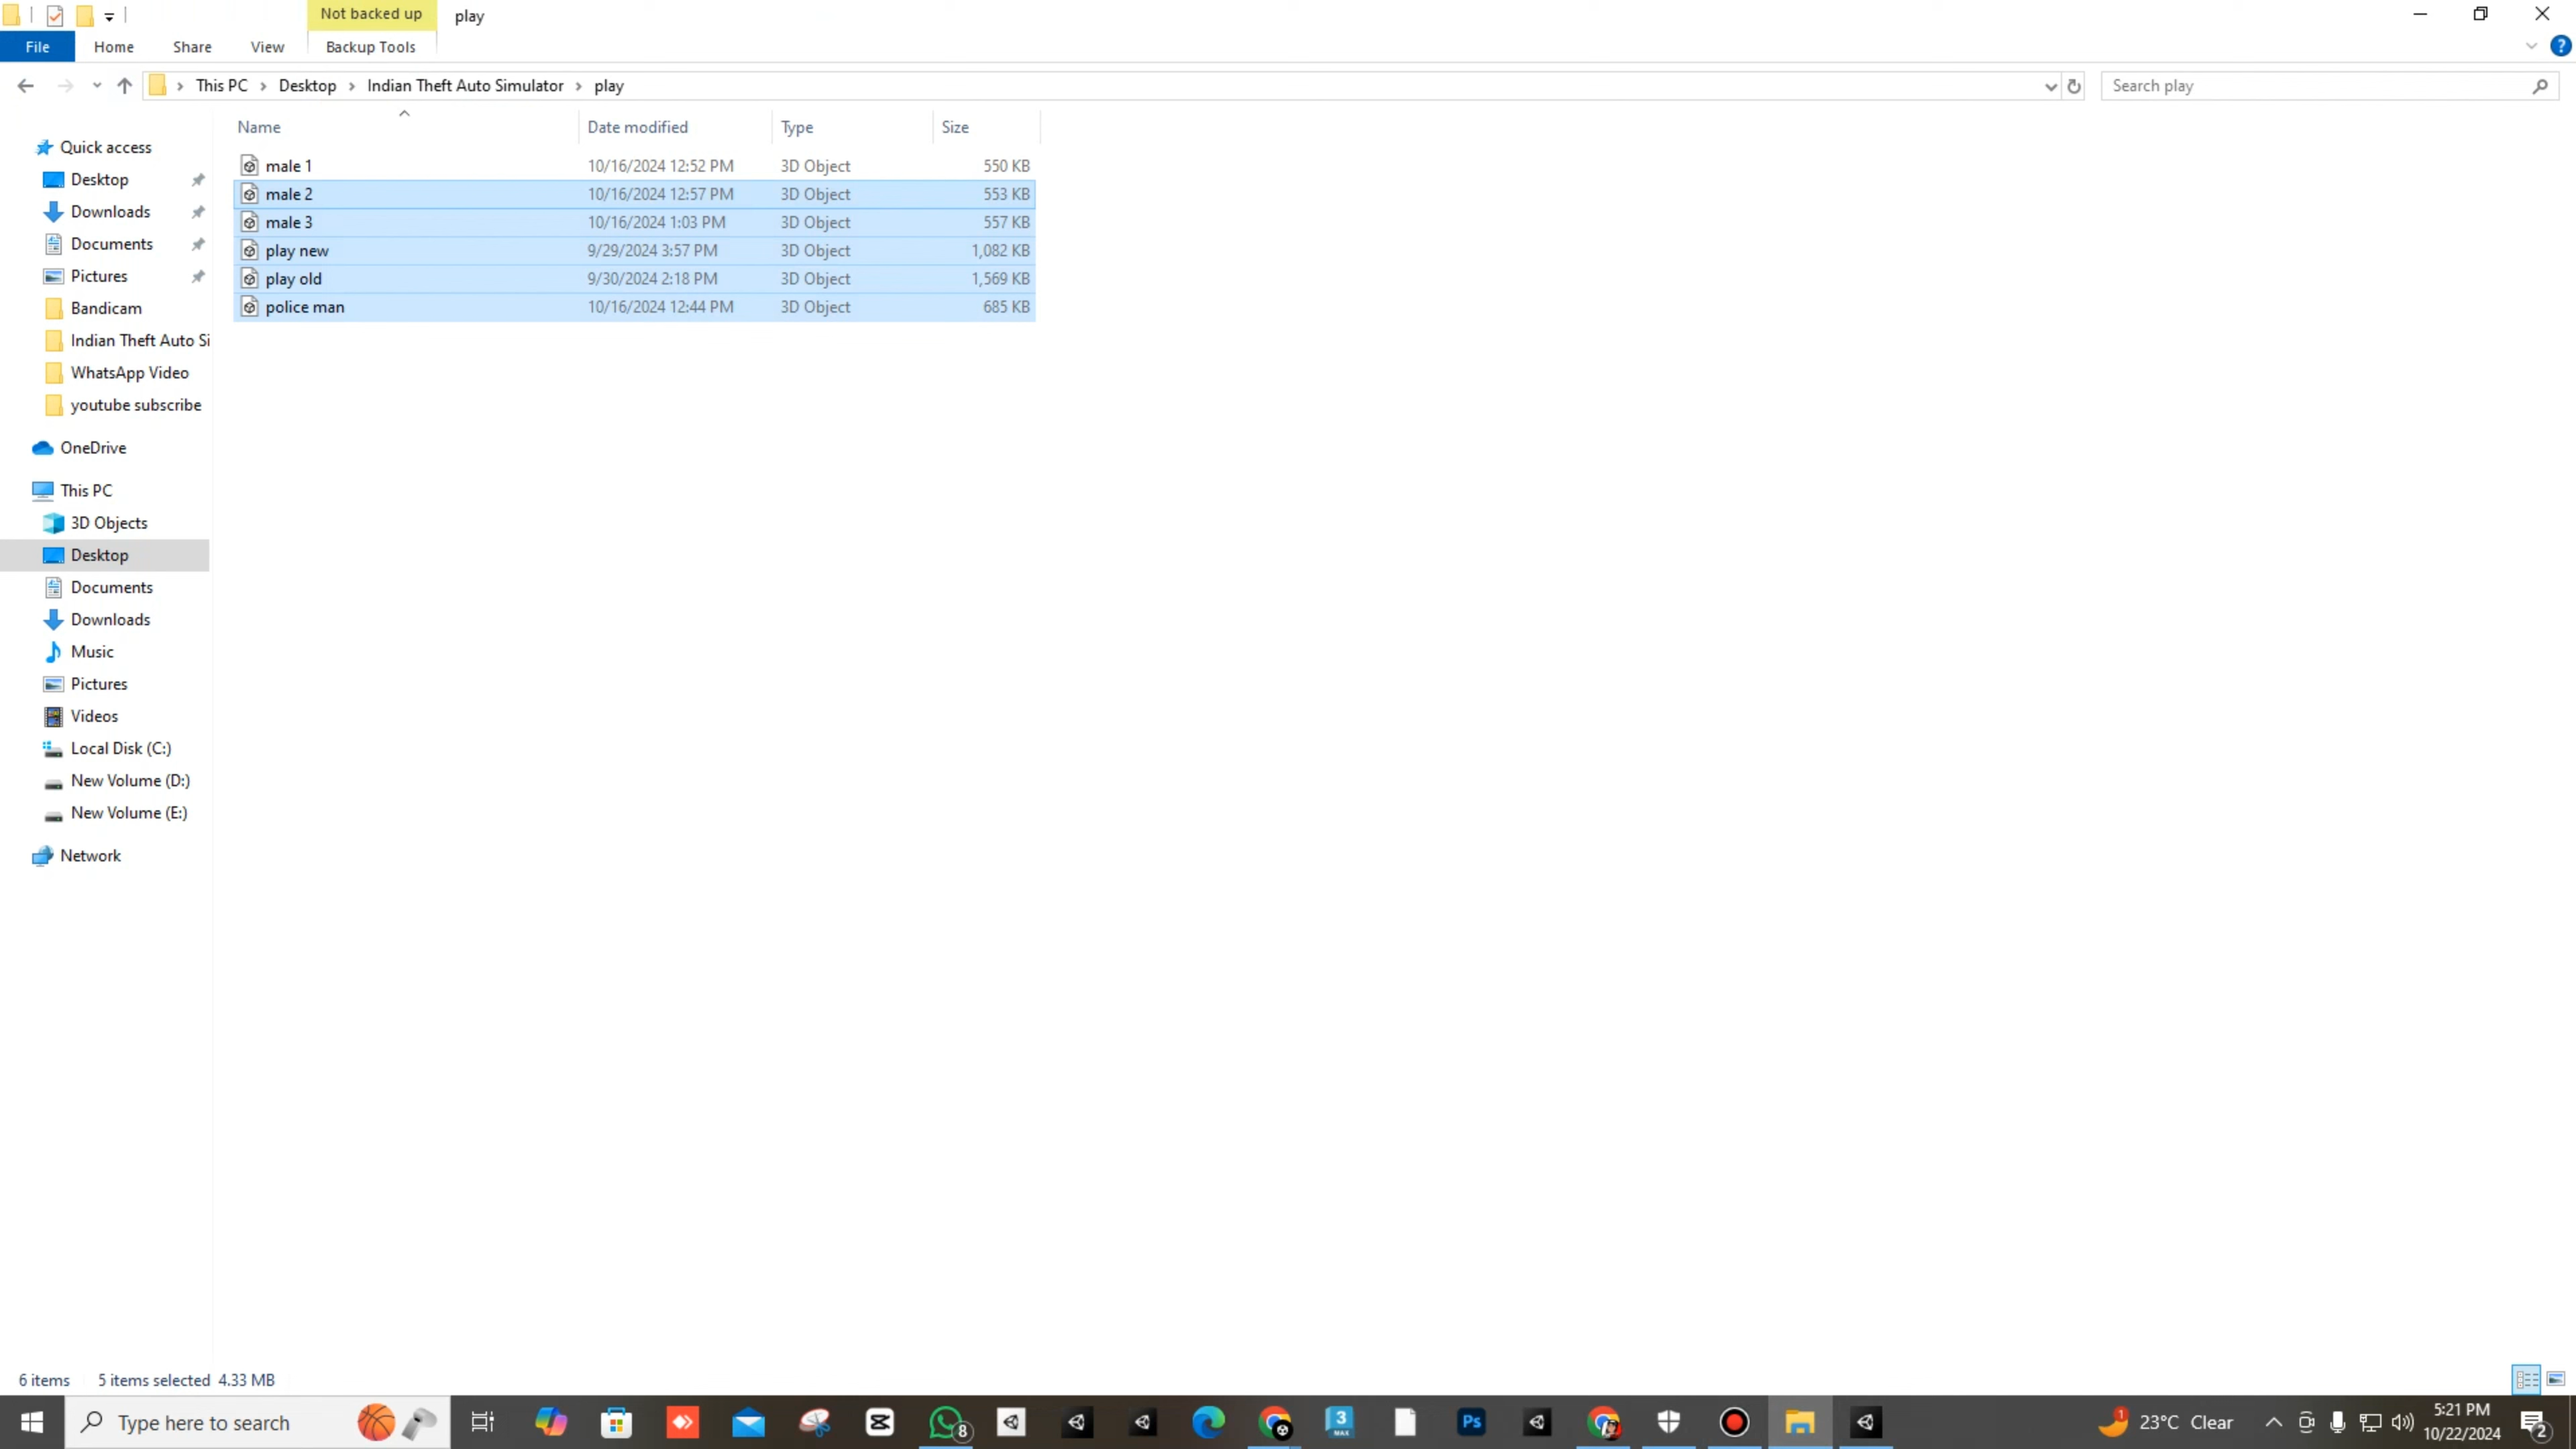 Not backed up
play
File
Home
Share
View
Backup Tools
This PC
Desktop
Indian Theft Auto Simulator
play
Search play
Name
Date modified
Type
Size
Quick access
Desktop
Downloads
Documents
Pictures
Bandicam
Indian Theft Auto Si
WhatsApp Video
youtube subscribe
OneDrive
This PC
3D Objects
Desktop
Documents
Downloads
Music
Pictures
Videos
Local Disk (C:)
New Volume (D:)
New Volume (E:)
Network
male 1 10/16/2024 12:52 PM 3D Object 550 KB
male 2 10/16/2024 12:57 PM 3D Object 553 KB
male 3 10/16/2024 1:03 PM 3D Object 557 KB
play new 9/29/2024 3:57 PM 3D Object 1,082 KB
play old 9/30/2024 2:18 PM 3D Object 1,569 KB
police man 10/16/2024 12:44 PM 3D Object 685 KB
6 items 5 items selected 4.33 MB
Type here to search
8
3
MAX
Ps
1
23°C Clear
5:21 PM
10/22/2024
2